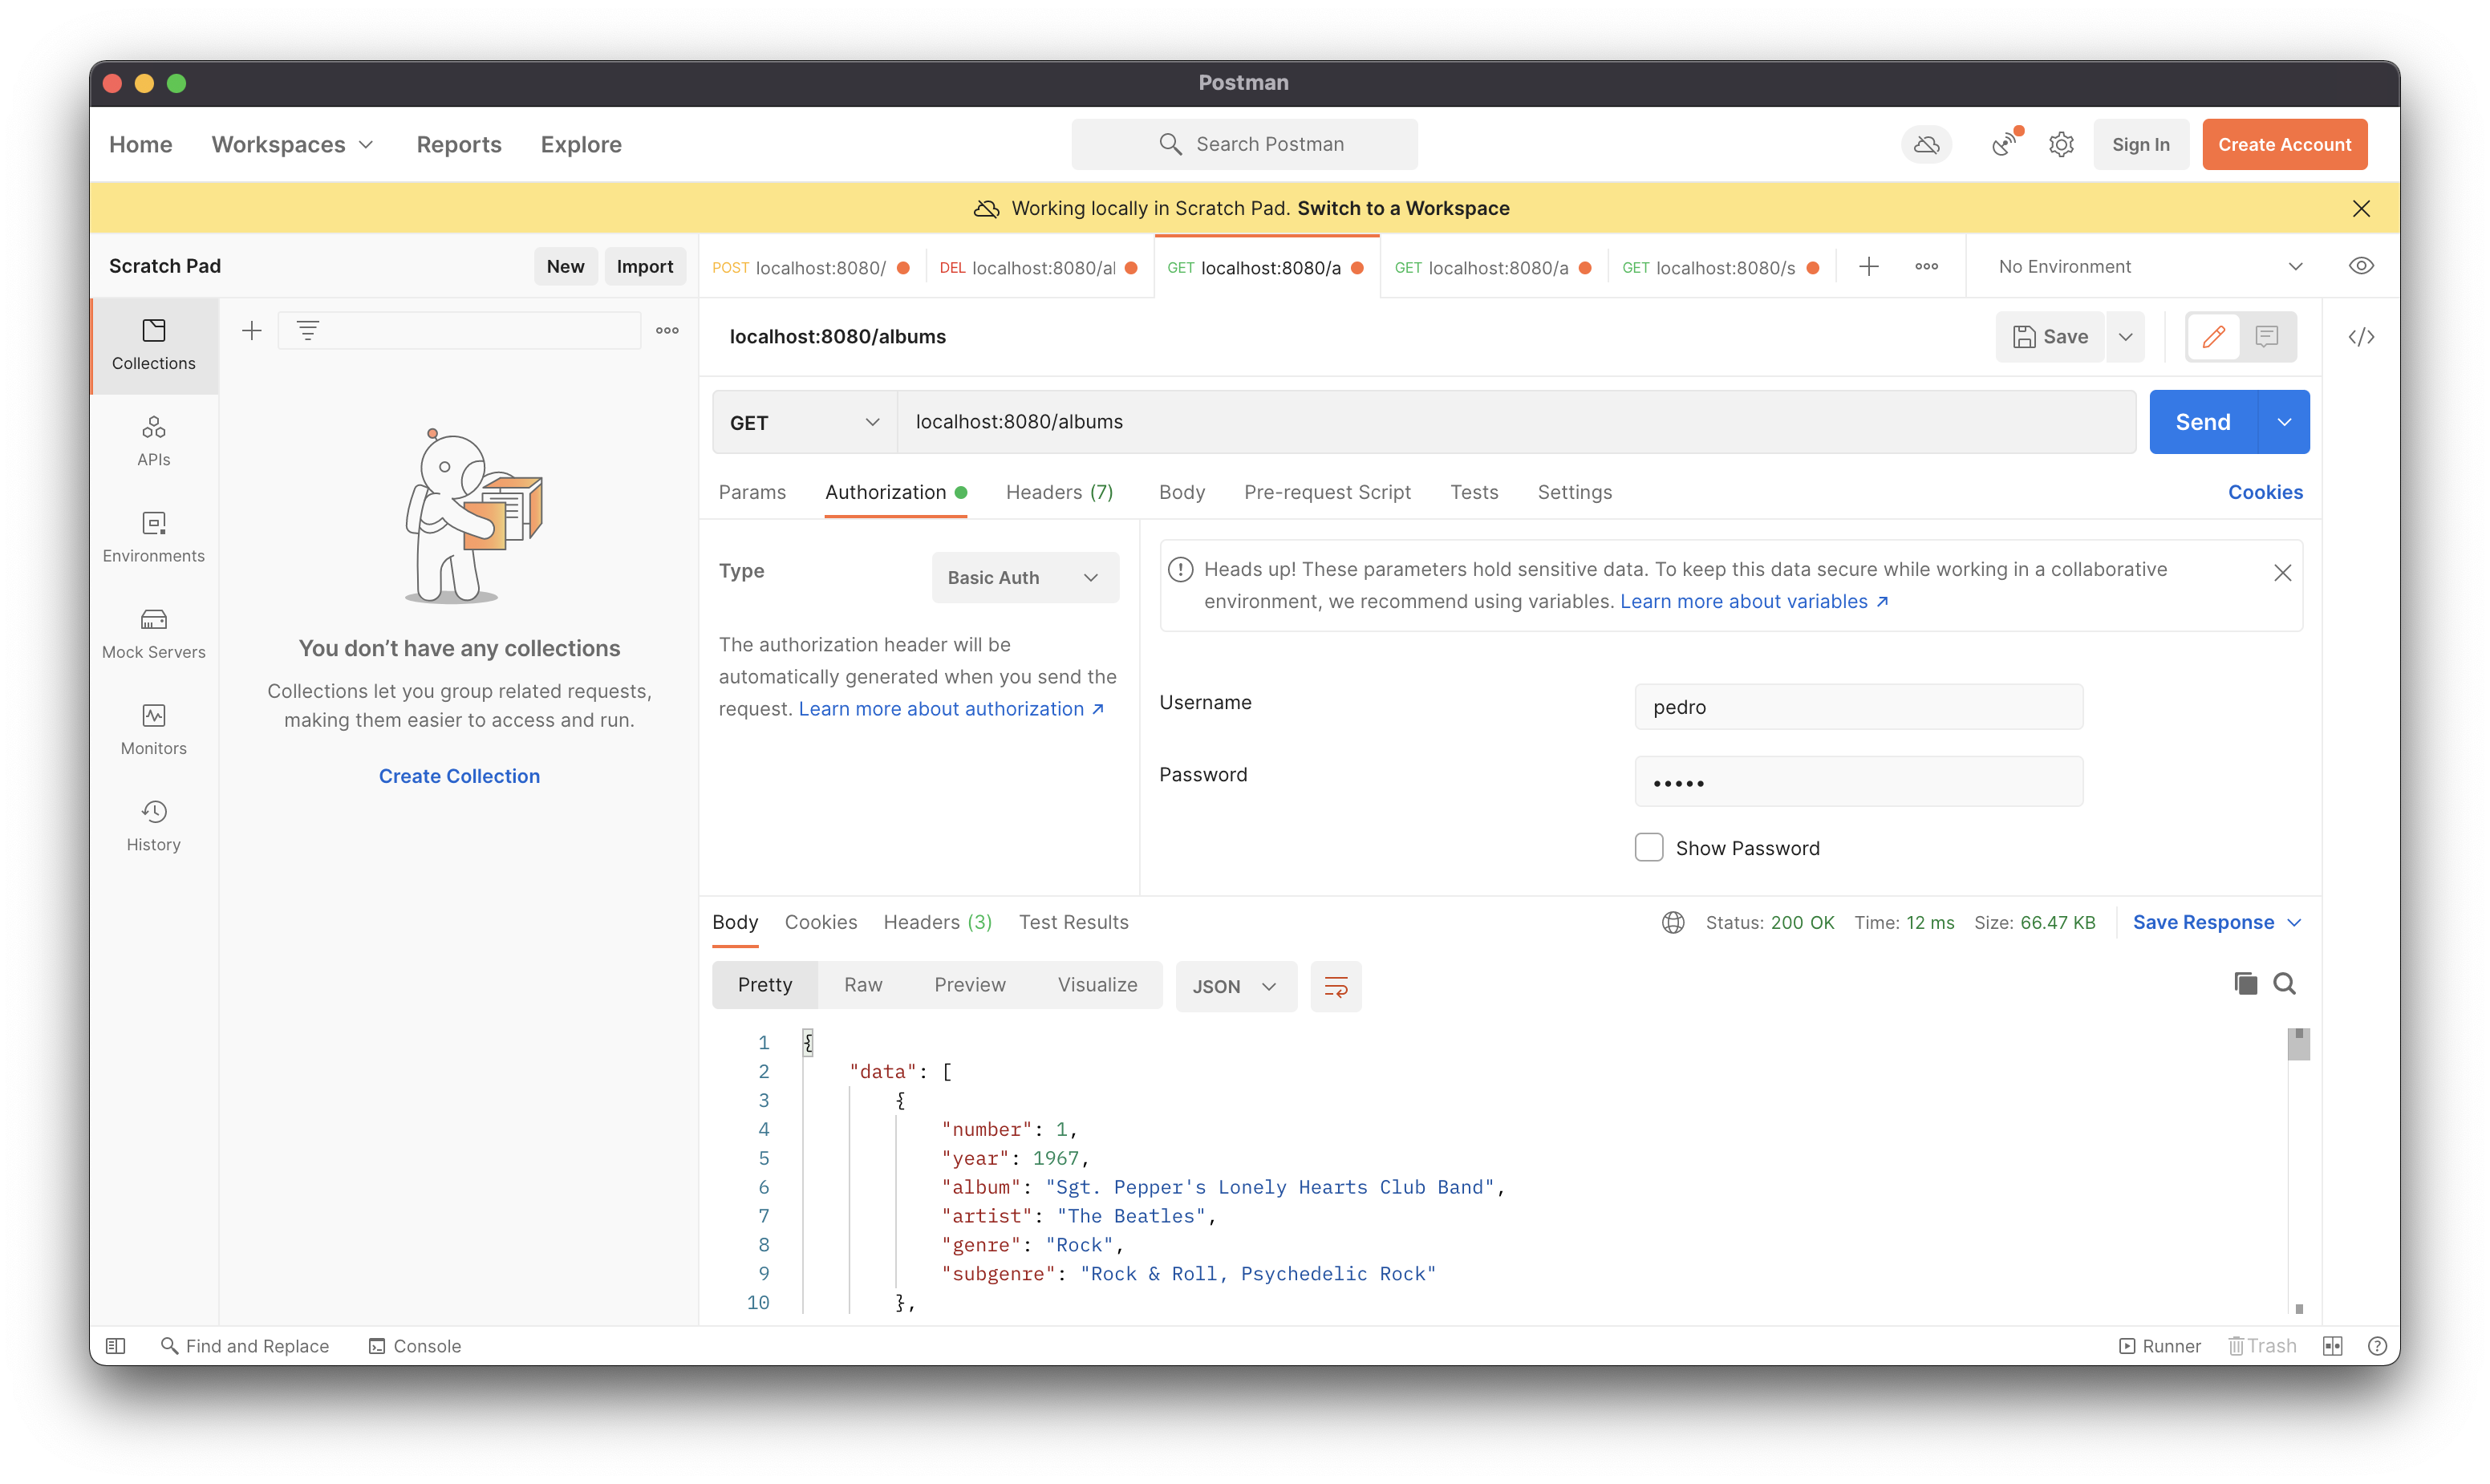 Postman
Home Workspaces Reports Explore Search Postman Sign In Create Account
Working locally in Scratch Pad. Switch to a Workspace
Scratch Pad New Import POST localhost:8080/ DEL localhost:8080/al GET localhost:8080/a GET localhost:8080/a GET localhost:8080/s No Environment
Collections
APIs
Environments
Mock Servers
Monitors
History
You don’t have any collections
Collections let you group related requests,
making them easier to access and run.
Create Collection
localhost:8080/albums Save
GET localhost:8080/albums Send
Params Authorization Headers (7) Body Pre-request Script Tests Settings Cookies
Type Basic Auth
The authorization header will be
automatically generated when you send the
request. Learn more about authorization ↗
Heads up! These parameters hold sensitive data. To keep this data secure while working in a collaborative
environment, we recommend using variables. Learn more about variables ↗
Username pedro
Password •••••
Show Password
Body Cookies Headers (3) Test Results Status: 200 OK Time: 12 ms Size: 66.47 KB Save Response
Pretty Raw Preview Visualize JSON
1 {
2 "data": [
3 {
4 "number": 1,
5 "year": 1967,
6 "album": "Sgt. Pepper's Lonely Hearts Club Band",
7 "artist": "The Beatles",
8 "genre": "Rock",
9 "subgenre": "Rock & Roll, Psychedelic Rock"
10 },
Find and Replace Console Runner Trash